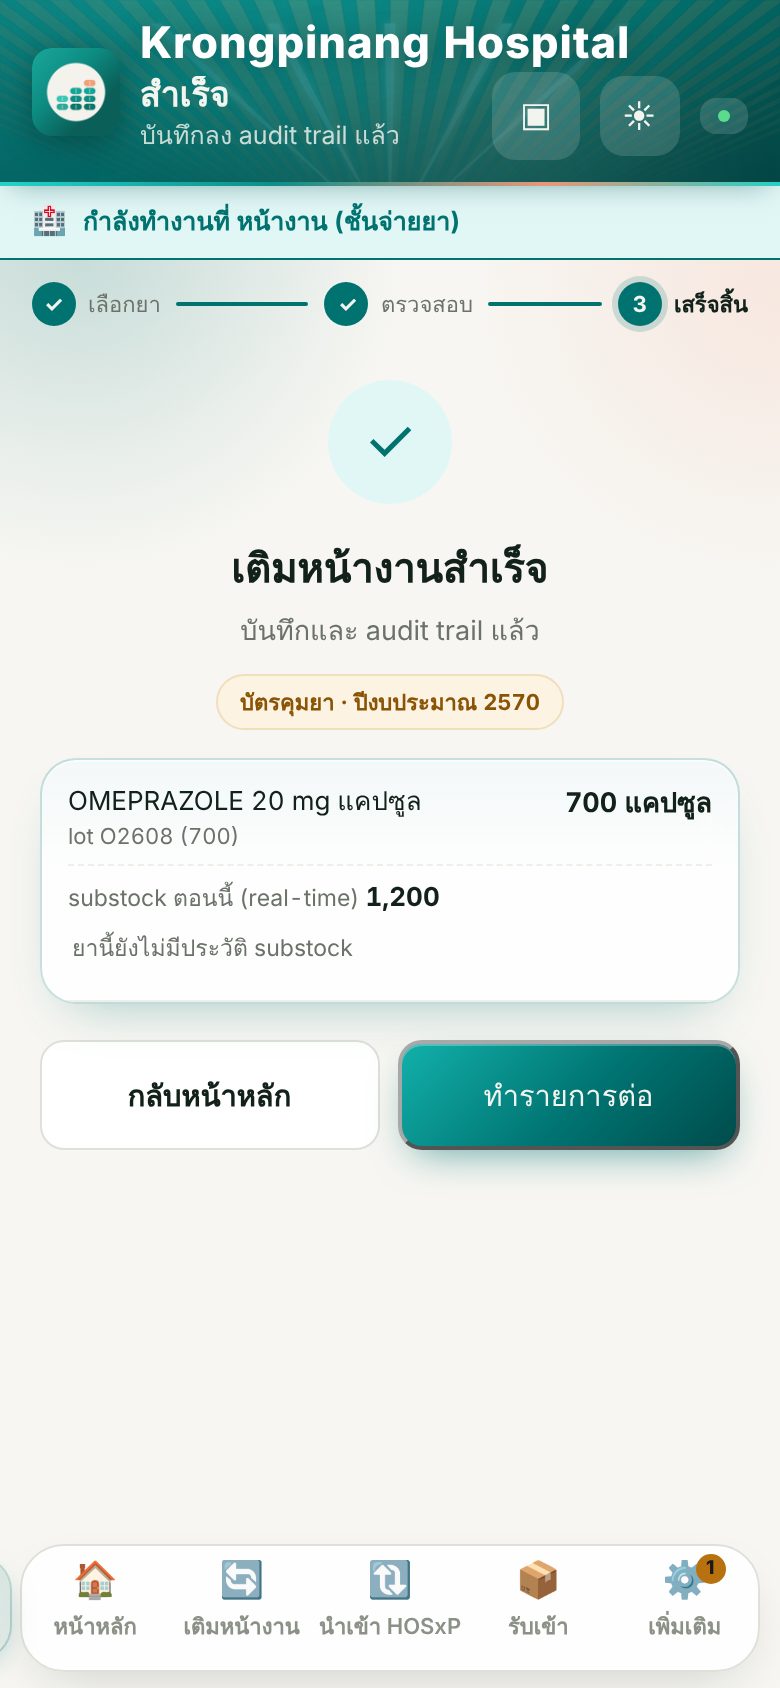 Krongpinang Hospital
สำเร็จ
บันทึกลง audit trail แล้ว
กำลังทำงานที่ หน้างาน (ชั้นจ่ายยา)
เลือกยา
ตรวจสอบ
3 เสร็จสิ้น
เติมหน้างานสำเร็จ
บันทึกและ audit trail แล้ว
บัตรคุมยา · ปีงบประมาณ 2570
OMEPRAZOLE 20 mg แคปซูล 700 แคปซูล
lot O2608 (700)
substock ตอนนี้ (real-time) 1,200
ยานี้ยังไม่มีประวัติ substock
กลับหน้าหลัก ทำรายการต่อ
1
หน้าหลัก เติมหน้างาน นำเข้า HOSxP รับเข้า เพิ่มเติม